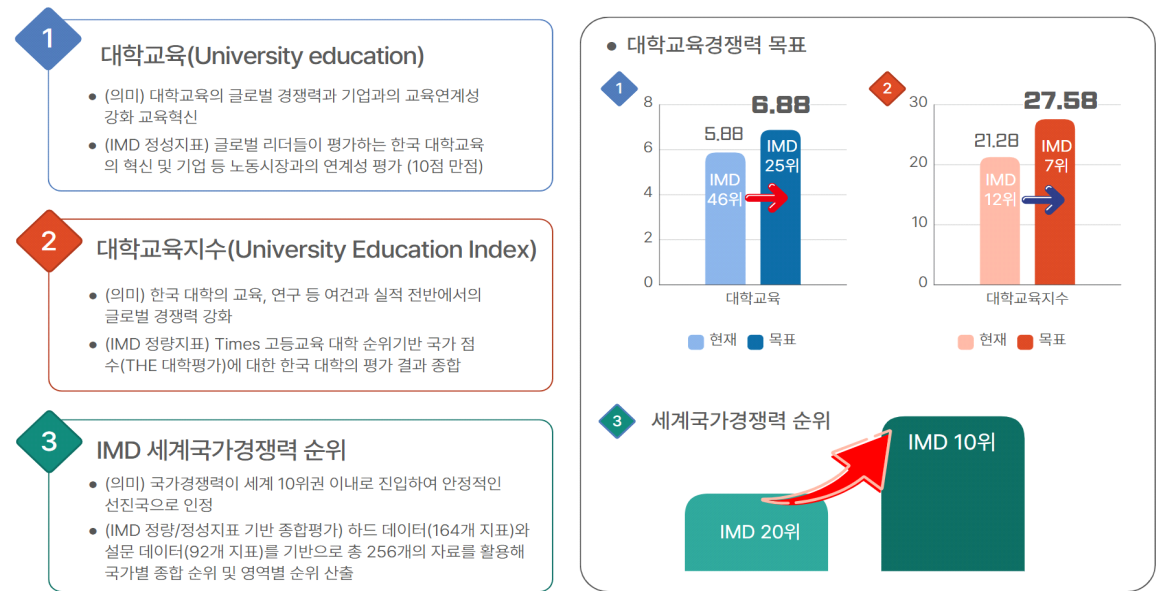 1
대학교육(University education)
● (의미) 대학교육의 글로벌 경쟁력과 기업과의 교육연계성
강화 교육혁신
● (IMD 정성지표) 글로벌 리더들이 평가하는 한국 대학교육
의 혁신 및 기업 등 노동시장과의 연계성 평가 (10점 만점)
2
대학교육지수(University Education Index)
● (의미) 한국 대학의 교육, 연구 등 여건과 실적 전반에서의
글로벌 경쟁력 강화
● (IMD 정량지표) Times 고등교육 대학 순위기반 국가 점
수(THE 대학평가)에 대한 한국 대학의 평가 결과 종합
3
IMD 세계국가경쟁력 순위
● (의미) 국가경쟁력이 세계 10위권 이내로 진입하여 안정적인
선진국으로 인정
● (IMD 정량/정성지표 기반 종합평가) 하드 데이터(164개 지표)와
설문 데이터(92개 지표)를 기반으로 총 256개의 자료를 활용해
국가별 종합 순위 및 영역별 순위 산출
● 대학교육경쟁력 목표
1
8
6
4
2
0
5.88
6.88
IMD
46위
IMD
25위
대학교육
현재 목표
2
30
20
10
0
21.28
27.58
IMD
12위
IMD
7위
대학교육지수
현재 목표
3
세계국가경쟁력 순위
IMD 20위
IMD 10위